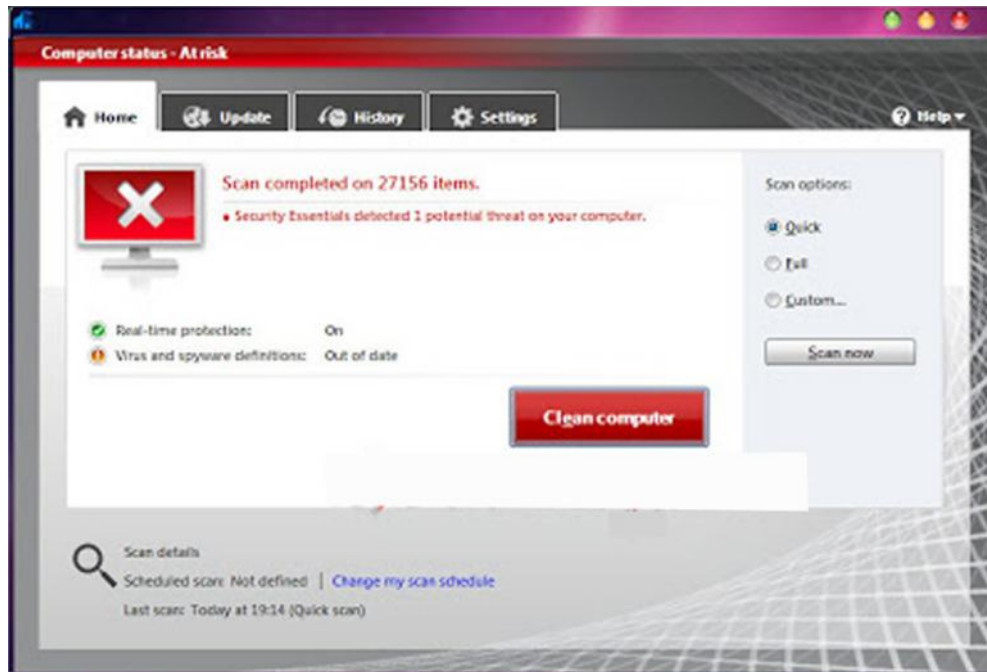 Computer status - At risk
Home
Update
History
Settings
Help
Scan completed on 27156 items.
• Security Essentials detected 1 potential threat on your computer.
Real-time protection: On
Virus and spyware definitions: Out of date
Clean computer
Scan options:
Quick
Full
Custom...
Scan now
Scan details
Scheduled scan: Not defined | Change my scan schedule
Last scan: Today at 19:14 (Quick scan)